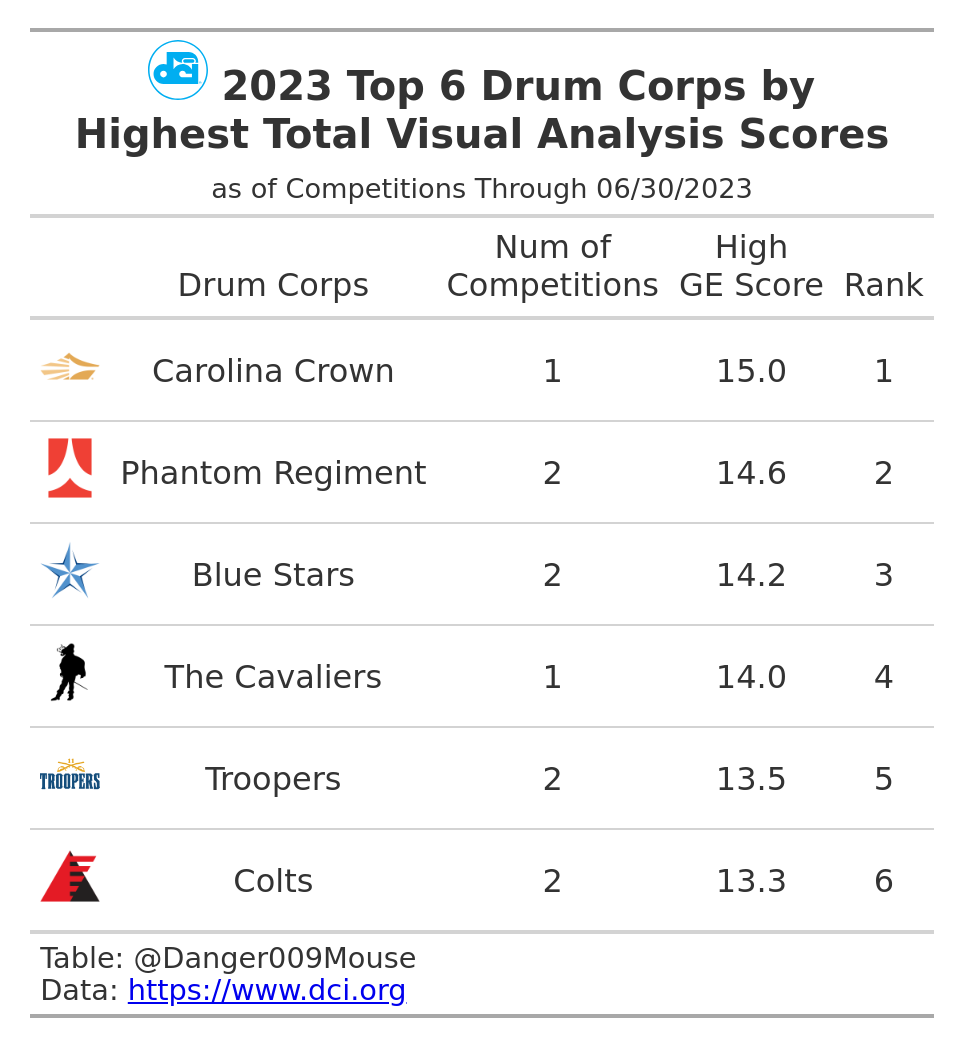 2023 Top 6 Drum Corps by
Highest Total Visual Analysis Scores
as of Competitions Through 06/30/2023
Drum Corps Num of Competitions High GE Score Rank
Carolina Crown 1 15.0 1
Phantom Regiment 2 14.6 2
Blue Stars 2 14.2 3
The Cavaliers 1 14.0 4
TROOPERS Troopers 2 13.5 5
Colts 2 13.3 6
Table: @Danger009Mouse
Data: https://www.dci.org